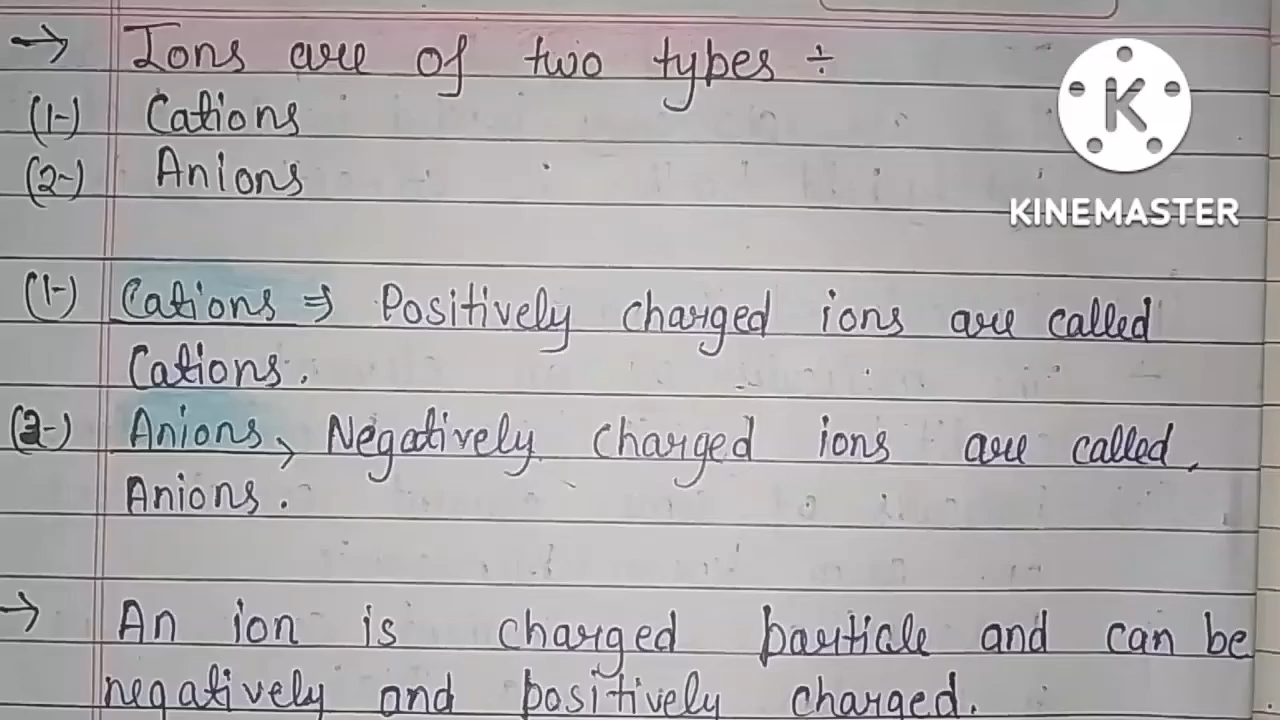 → Ions are of two types ÷
(1-) Cations
(2-) Anions
KINEMASTER
(1-) Cations ⇒ Positively charged ions are called
Cations.
(2-) Anions, Negatively charged ions are called,
Anions.
→ An ion is charged particle and can be
negatively and positively charged.